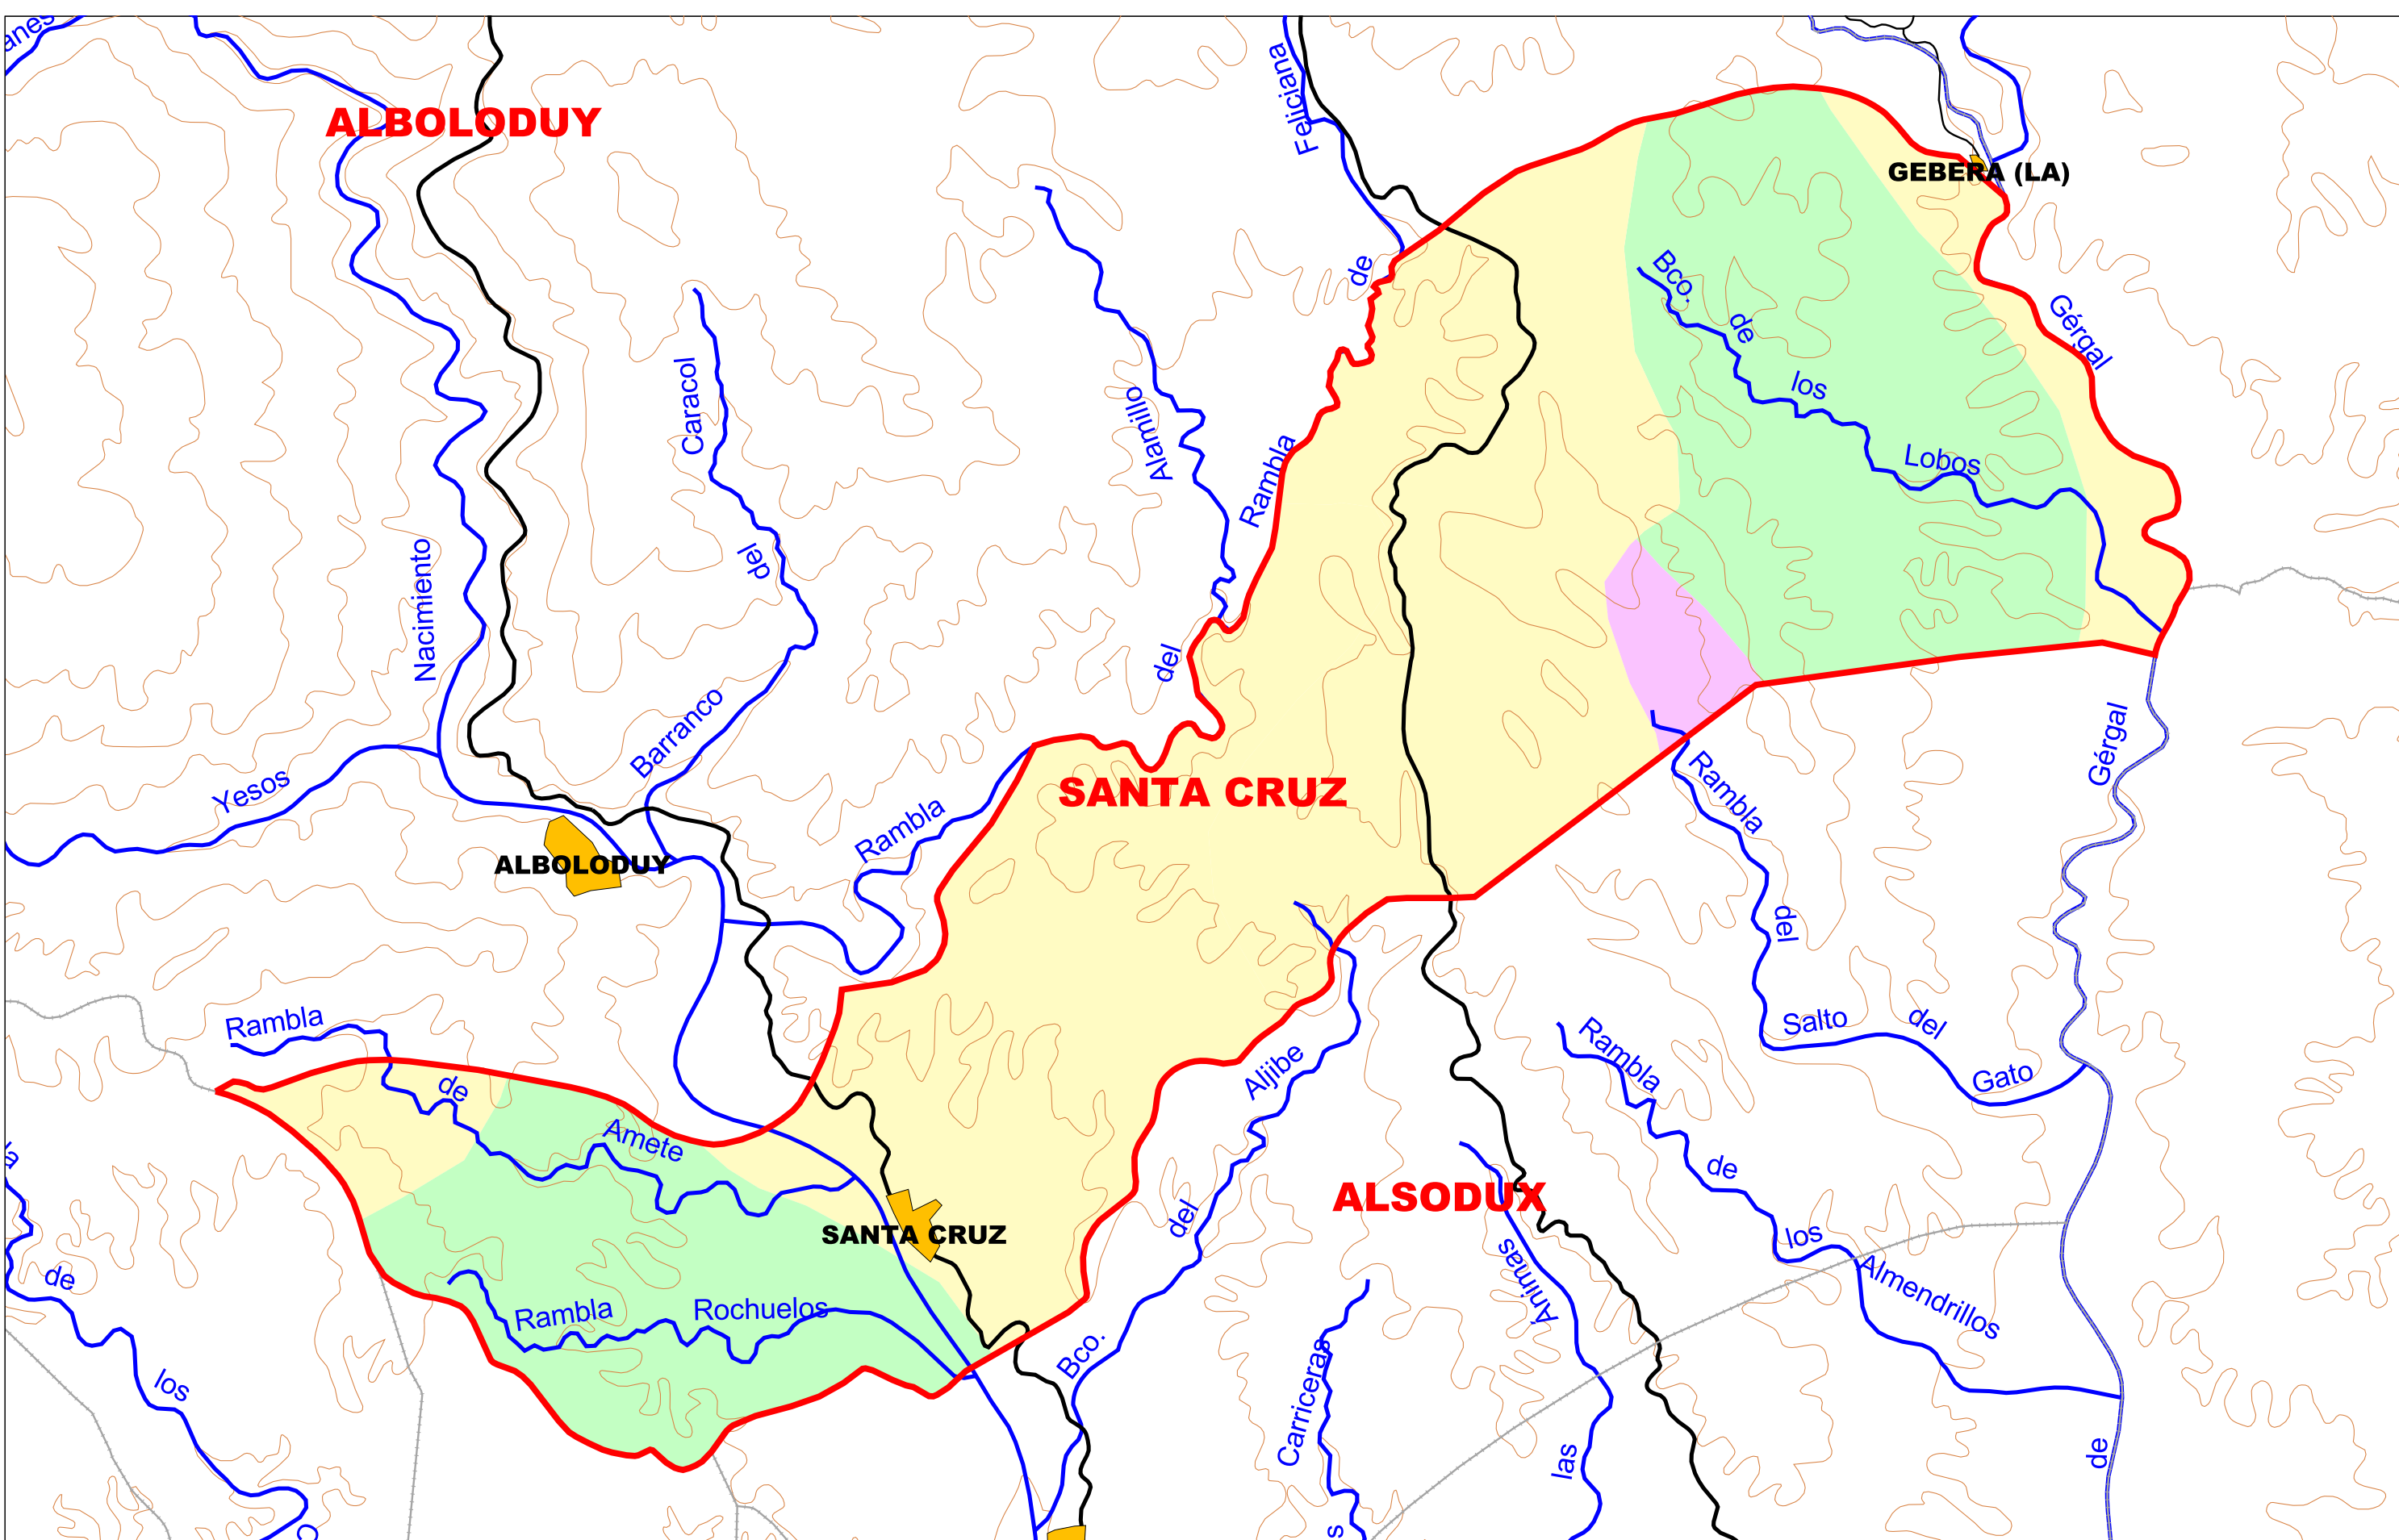 Feliciana
ALBOLODUY
GEBERA (LA)
de
Bco.
de
los
Lobos
Gérgal
Caracol
Alamillo
Rambla
del
Nacimiento
del
Barranco
Yesos
Rambla
SANTA CRUZ
ALBOLODUY
Gérgal
Rambla
del
Salto
del
Gato
Rambla
de
Amete
Aljibe
Rambla
de
los
Almendrillos
del
ALSODUX
SANTA CRUZ
Ánimas
de
los
Rambla
Rochuelos
Bco.
Carriceras
las
de